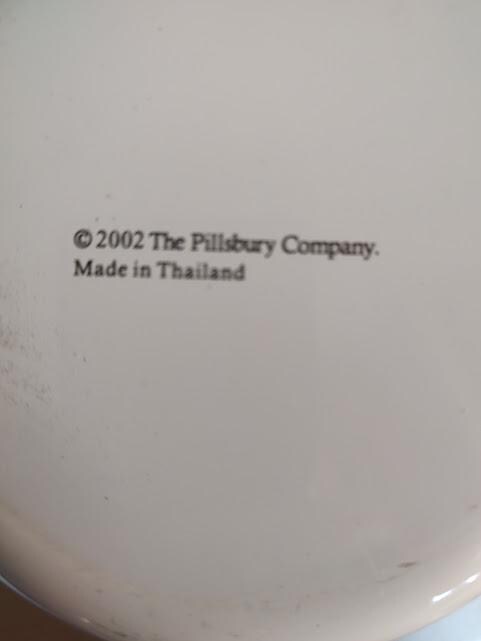 © 2002 The Pillsbury Company.
Made in Thailand